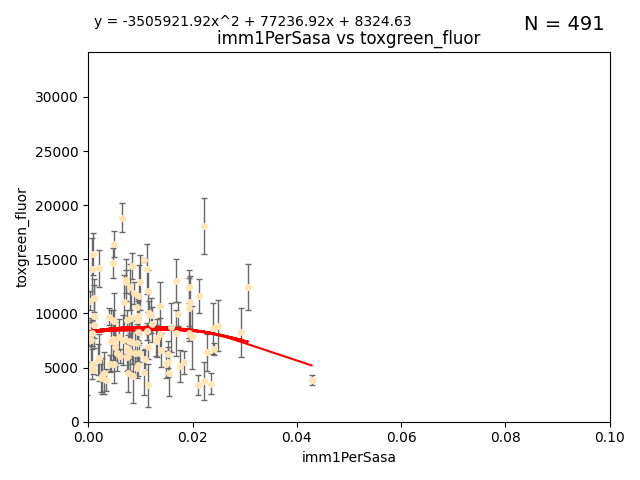 y = -3505921.92x^2 + 77236.92x + 8324.63
N = 491
imm1PerSasa vs toxgreen_fluor
30000
25000
20000
15000
10000
5000
0
toxgreen_fluor
0.00 0.02 0.04 0.06 0.08 0.10
imm1PerSasa